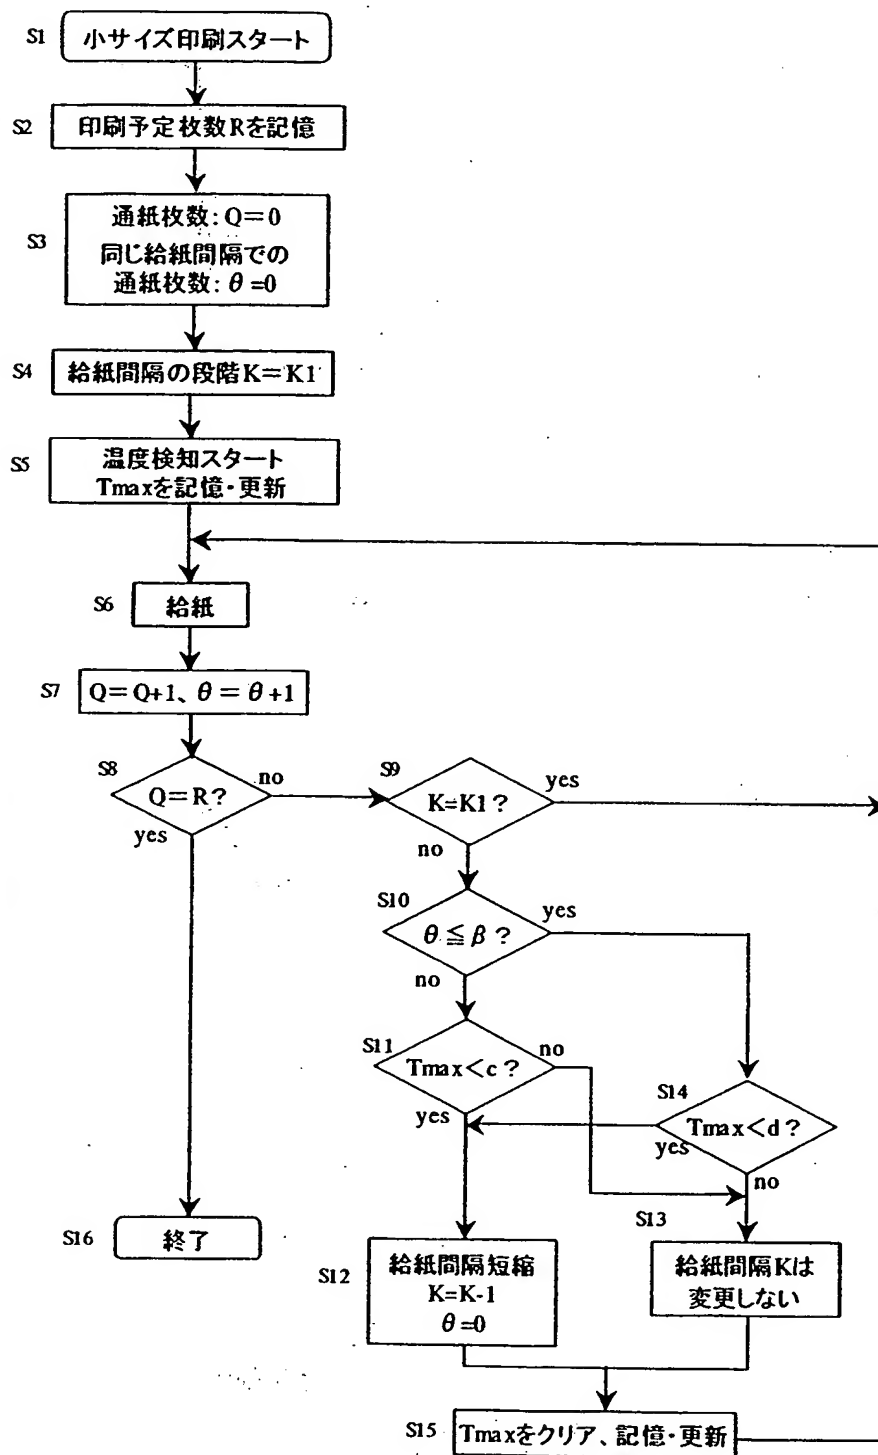 S1 小サイズ印刷スタート
S2 印刷予定枚数Rを記憶
S3
通紙枚数: Q=0
同じ給紙間隔での
通紙枚数: θ=0
S4 給紙間隔の段階K=K1
S5
温度検知スタート
Tmaxを記憶・更新
S6 給紙
S7 Q=Q+1、θ=θ+1
S8
Q=R?
no
yes
S9
K=K1?
yes
no
S10
θ≦β?
yes
no
S11
Tmax<c?
no
yes
S14
Tmax<d?
yes
no
S12
給紙間隔短縮
K=K-1
θ=0
S13
給紙間隔Kは
変更しない
S15 Tmaxをクリア、記憶・更新
S16 終了